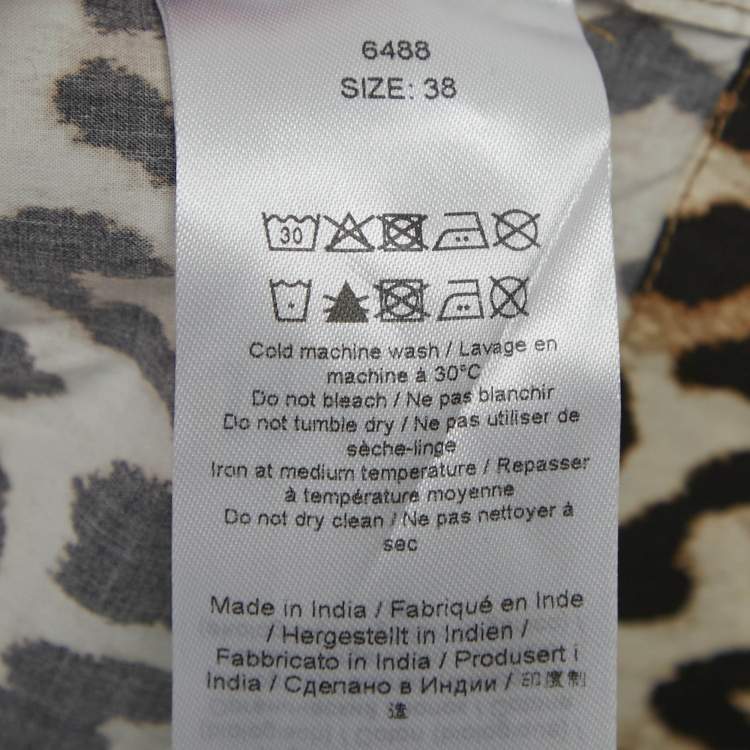 6488
SIZE: 38
30
Cold machine wash / Lavage en
machine à 30°C
Do not bleach / Ne pas blanchir
Do not tumble dry / Ne pas utiliser de
sèche-linge
Iron at medium temperature / Repasser
à température moyenne
Do not dry clean / Ne pas nettoyer à
sec
Made in India / Fabriqué en Inde
/ Hergestellt in Indien /
Fabbricato in India / Produsert i
India / Сделано в Индии / 印度制
造